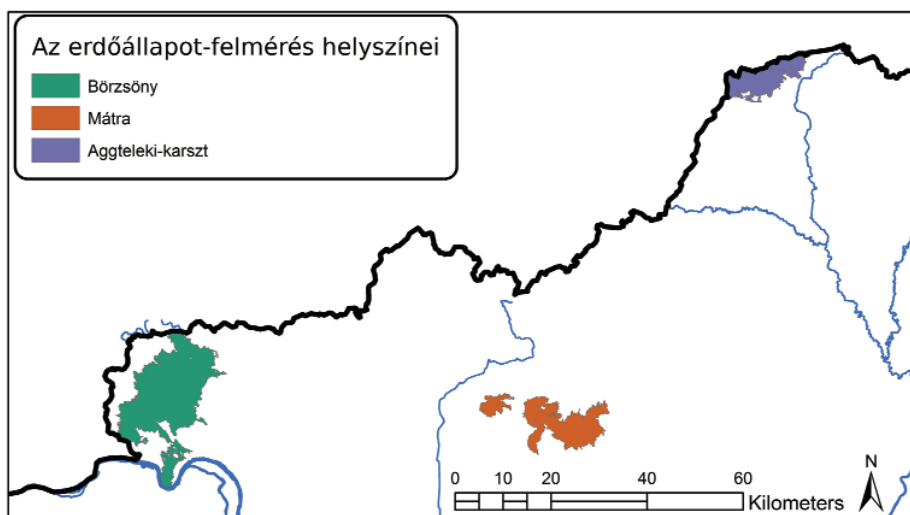 Az erdőállapot-felmérés helyszínei
Börzsöny
Mátra
Aggteleki-karszt
N
0 10 20 40 60
Kilometers